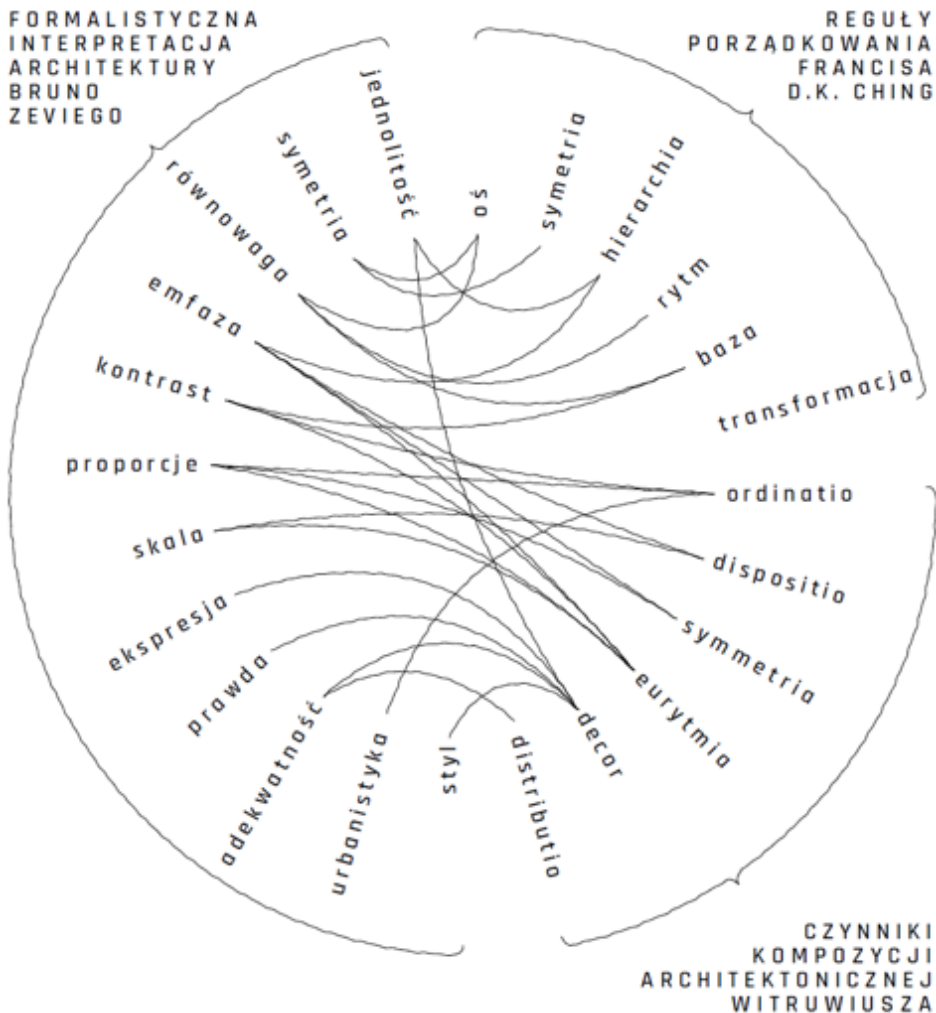 FORMALISTYCZNA
INTERPRETACJA
ARCHITEKTURY
BRUNO
ZEVIEGO
REGUŁY
PORZĄDKOWANIA
FRANCISA
D.K. CHING
jednolitość
symetria
równowaga
emfaza
kontrast
proporcje
skala
ekspresja
prawda
adekwatność
urbanistyka
styl
oś
symetria
hierarchia
rytm
baza
transformacja
ordinatio
dispositio
symmetria
eurytmia
decor
distributio
CZYNNIKI
KOMPOZYCJI
ARCHITEKTONICZNEJ
WITRUWIUSZA